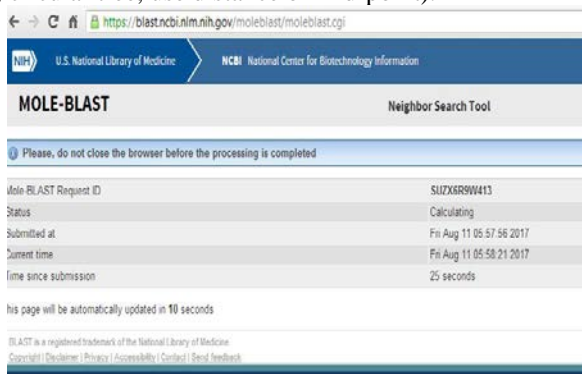 https://blast.ncbi.nlm.nih.gov/moleblast/moleblast.cgi
NIH U.S. National Library of Medicine NCBI National Center for Biotechnology Information
MOLE-BLAST Neighbor Search Tool
Please, do not close the browser before the processing is completed
Mole-BLAST Request ID SUZX6R9W413
Status Calculating
Submitted at Fri Aug 11 05:57:56 2017
Current time Fri Aug 11 05:58:21 2017
Time since submission 25 seconds
his page will be automatically updated in 10 seconds
BLAST is a registered trademark of the National Library of Medicine
Copyright | Disclaimer | Privacy | Accessibility | Contact | Send feedback